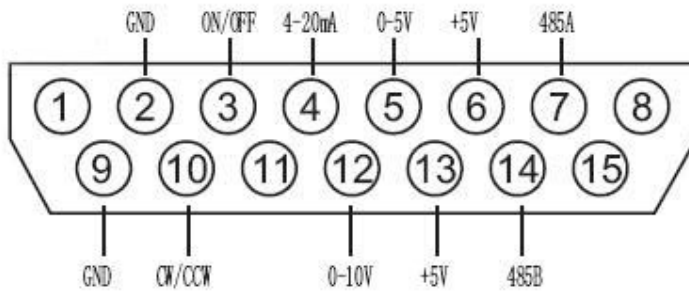 GND ON/OFF 4-20mA 0-5V +5V 485A
1 2 3 4 5 6 7 8
9 10 11 12 13 14 15
GND CW/CCW 0-10V +5V 485B